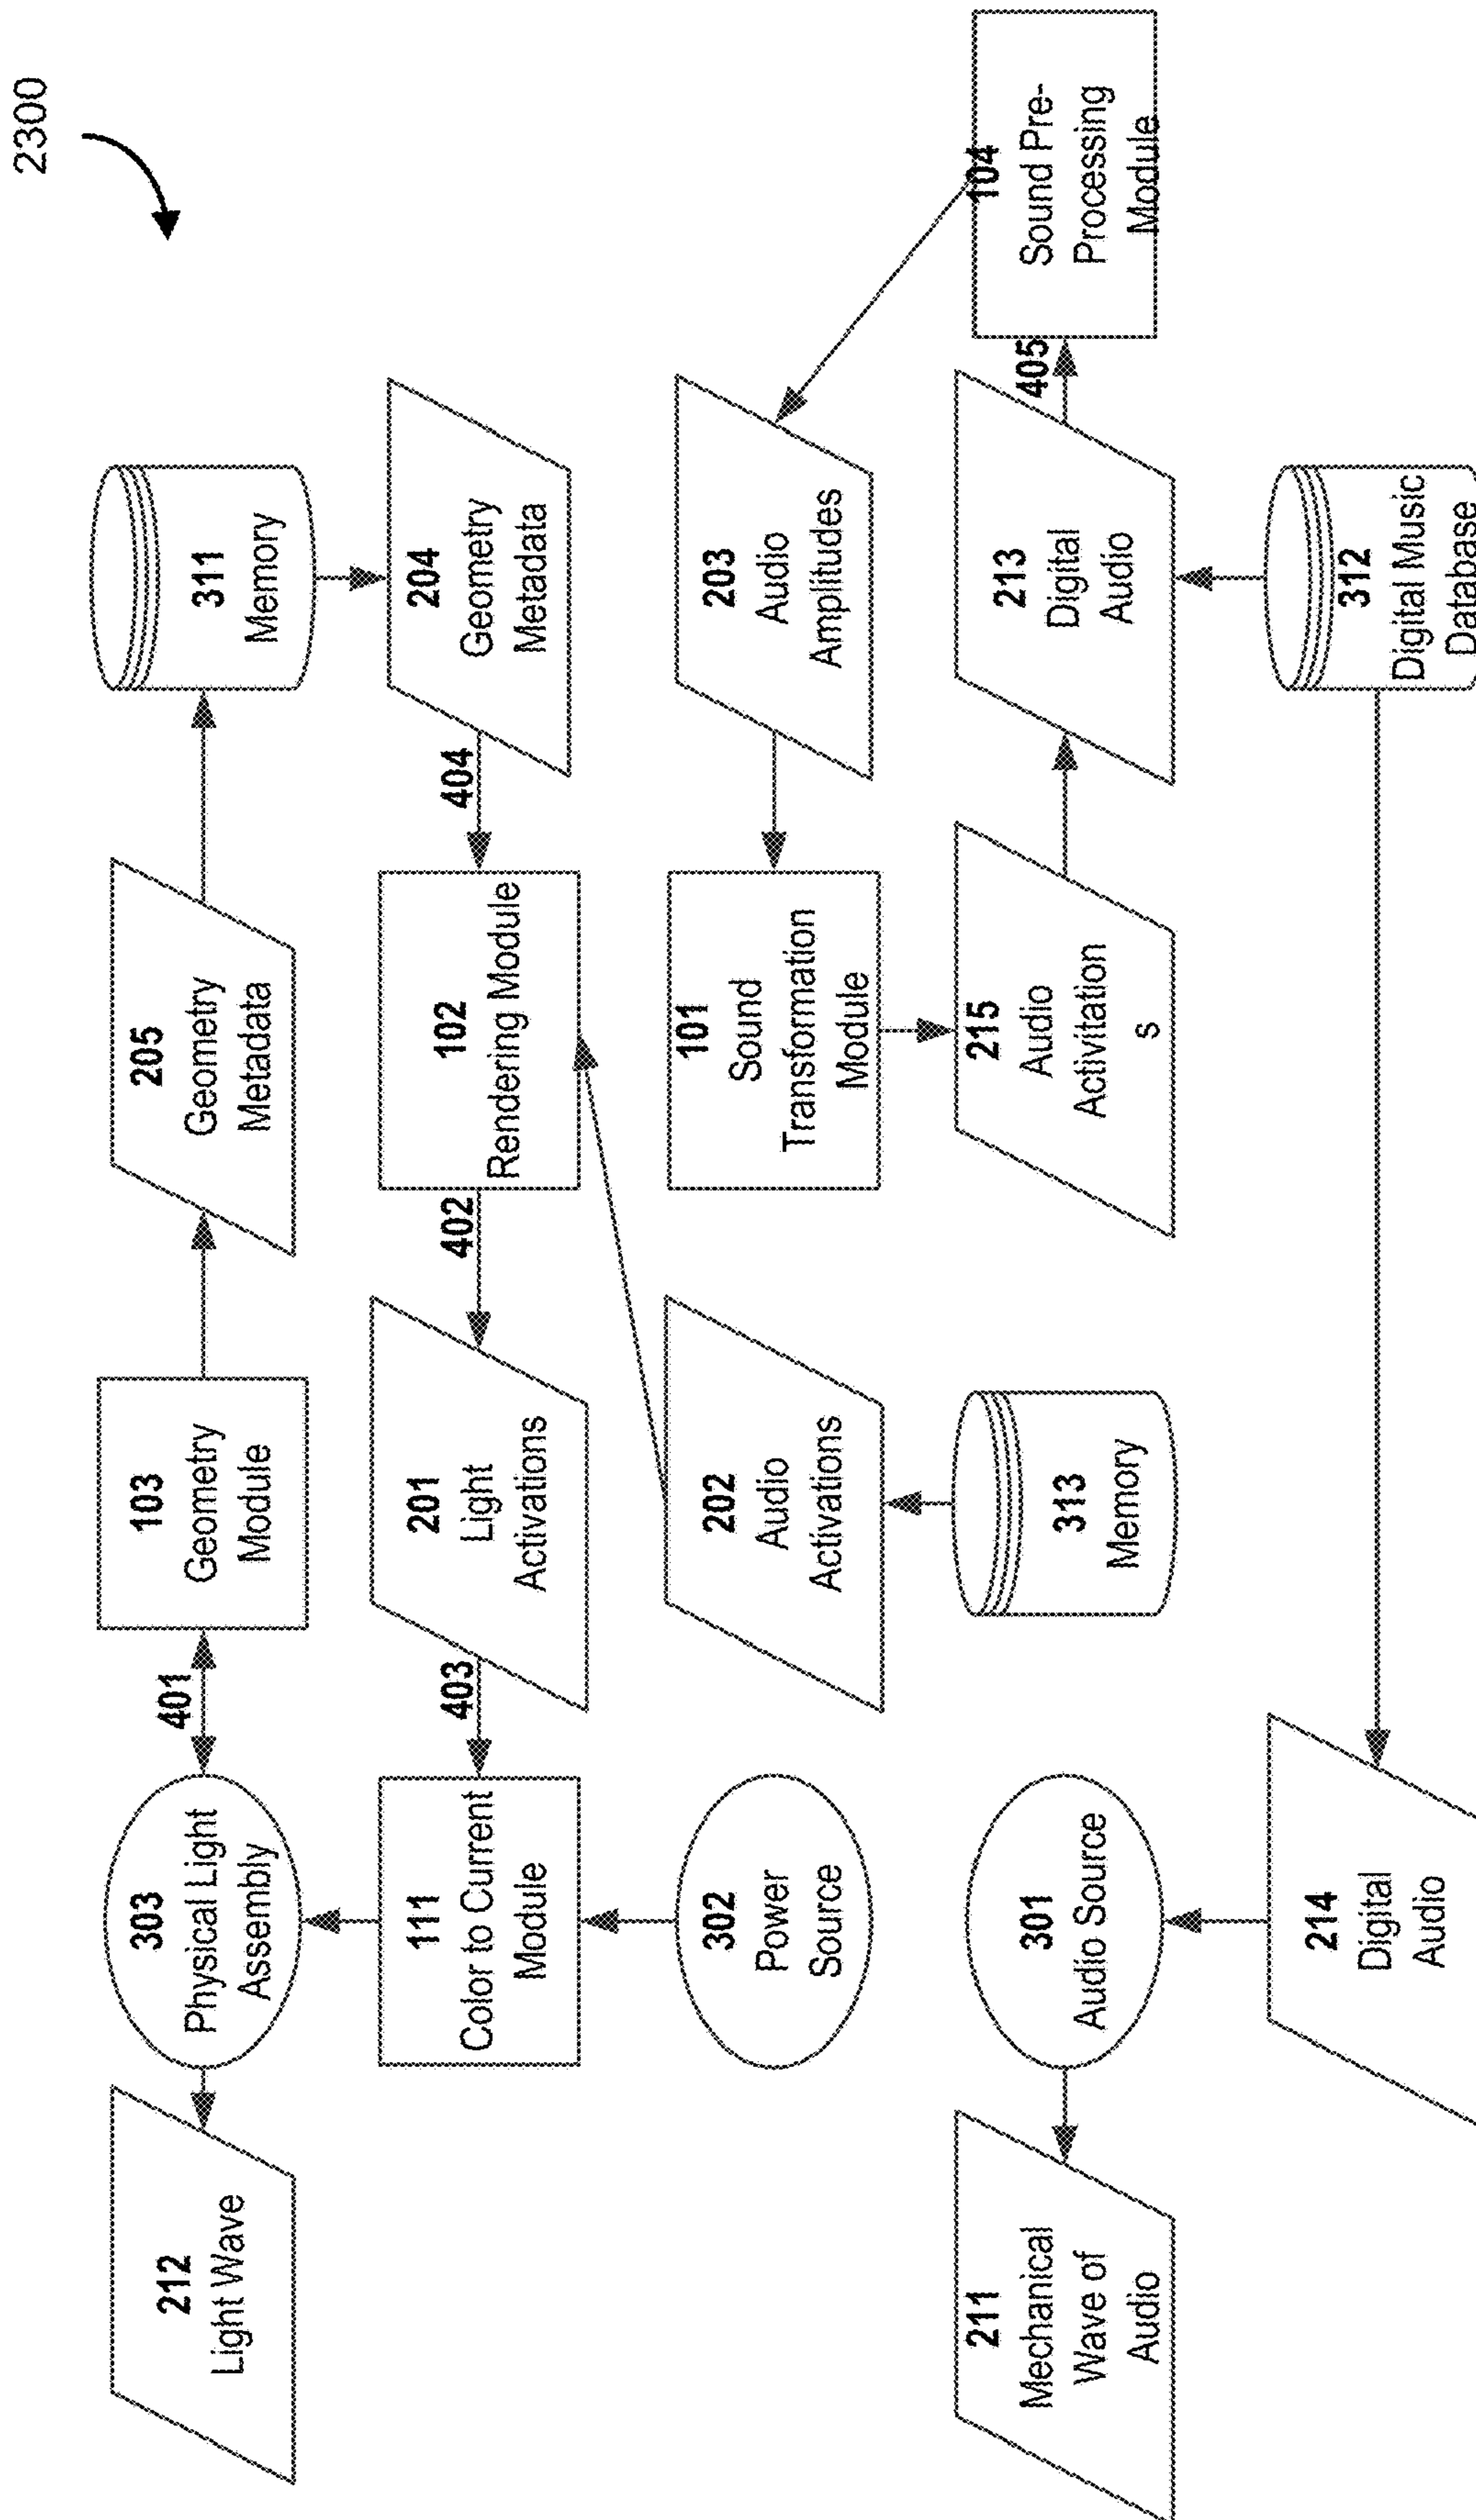 2300
212
Light Wave
303
Physical Light
Assembly
401
103
Geometry
Module
205
Geometry
Metadata
311
Memory
111
Color to Current
Module
403
201
Light
Activations
402
102
Rendering Module
404
204
Geometry
Metadata
302
Power
Source
202
Audio
Activations
101
Sound
Transformation
Module
203
Audio
Amplitudes
211
Mechanical
Wave of
Audio
301
Audio Source
313
Memory
215
Audio
Activitation
s
213
Digital
Audio
405
104
Sound Pre-
Processing
Module
214
Digital
Audio
312
Digital Music
Database